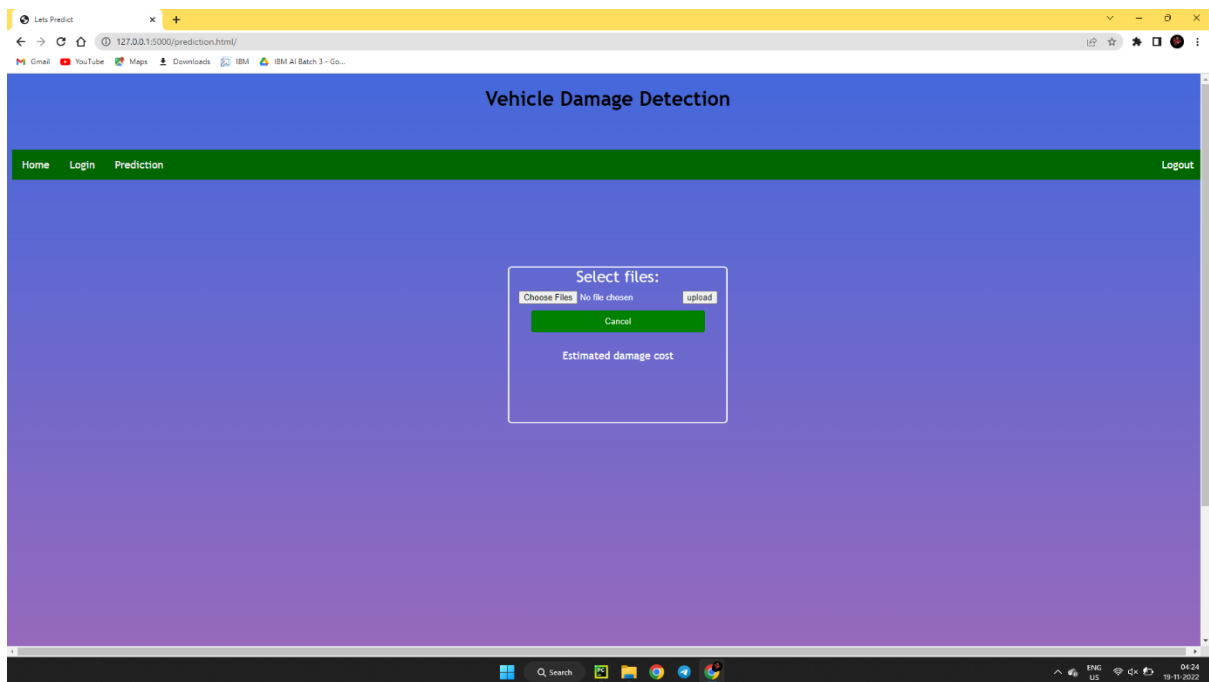 Lets Predict
127.0.0.1:5000/prediction.html/
Gmail YouTube Maps Downloads IBM IBM AI Batch 3 - Go...
Vehicle Damage Detection
Home Login Prediction Logout
Select files:
Choose Files No file chosen upload
Cancel
Estimated damage cost
Search
ENG 04:24
US 19-11-2022